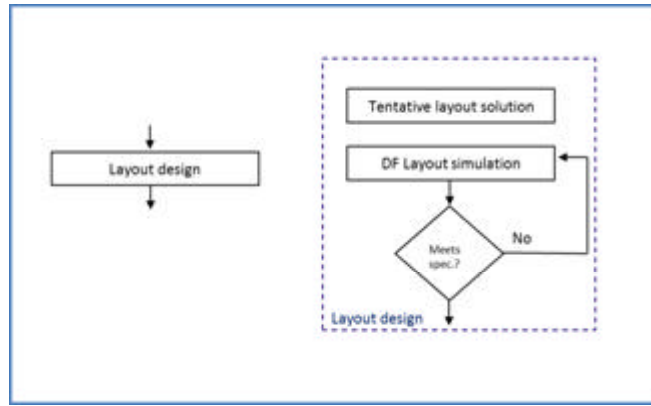 Layout design
Tentative layout solution
DF Layout simulation
Meets
spec.?
No
Layout design